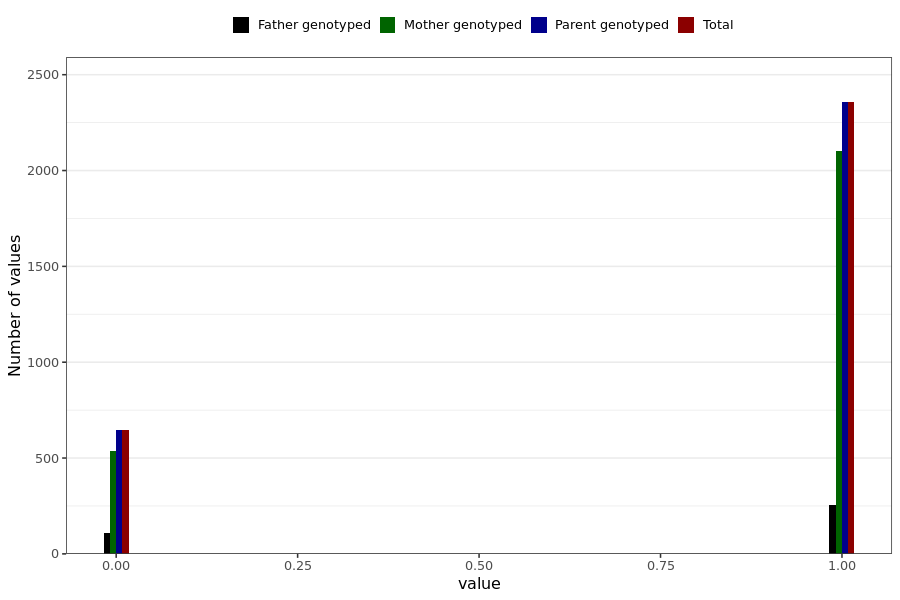 Father genotyped Mother genotyped Parent genotyped Total
2500
2000
1500
1000
500
0
Number of values
0.00 0.25 0.50 0.75 1.00
value